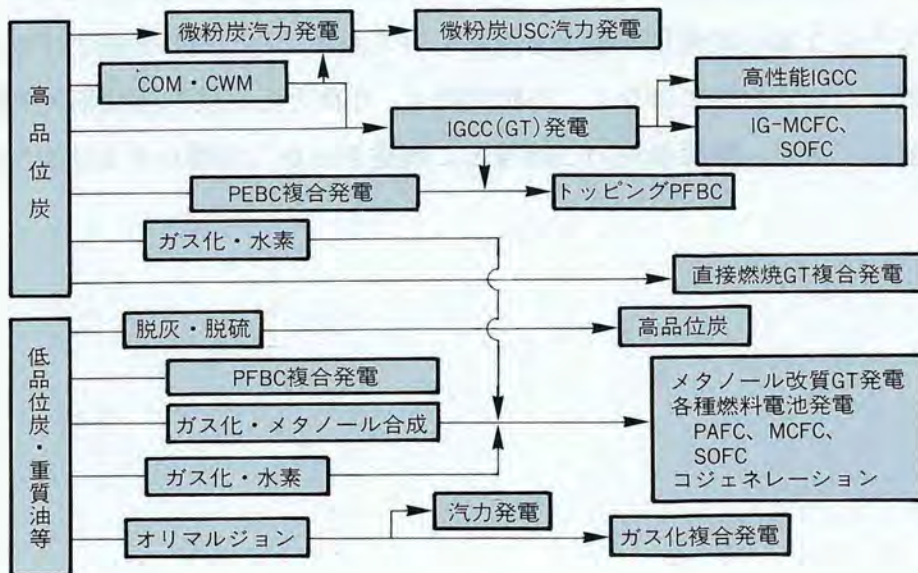 高品位炭
微粉炭汽力発電
微粉炭USC汽力発電
COM・CWM
高性能IGCC
IGCC(GT)発電
IG-MCFC、
SOFC
PEBC複合発電
トッピングPFBC
ガス化・水素
直接燃焼GT複合発電
低品位炭・重質油等
脱灰・脱硫
高品位炭
PFBC複合発電
メタノール改質GT発電
各種燃料電池発電
PAFC、MCFC、
SOFC
コジェネレーション
ガス化・メタノール合成
ガス化・水素
汽力発電
オリマルジョン
ガス化複合発電